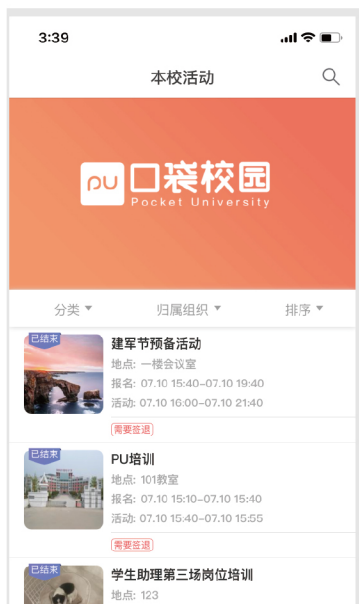 3:39
本校活动
PU 口袋校园
Pocket University
分类 归属组织 排序
已结束
建军节预备活动
地点: 一楼会议室
报名: 07.10 15:40-07.10 19:40
活动: 07.10 16:00-07.10 21:40
需要签退
已结束
PU培训
地点: 101教室
报名: 07.10 15:10-07.10 15:40
活动: 07.10 15:40-07.10 15:55
需要签退
已结束
学生助理第三场岗位培训
地点: 123